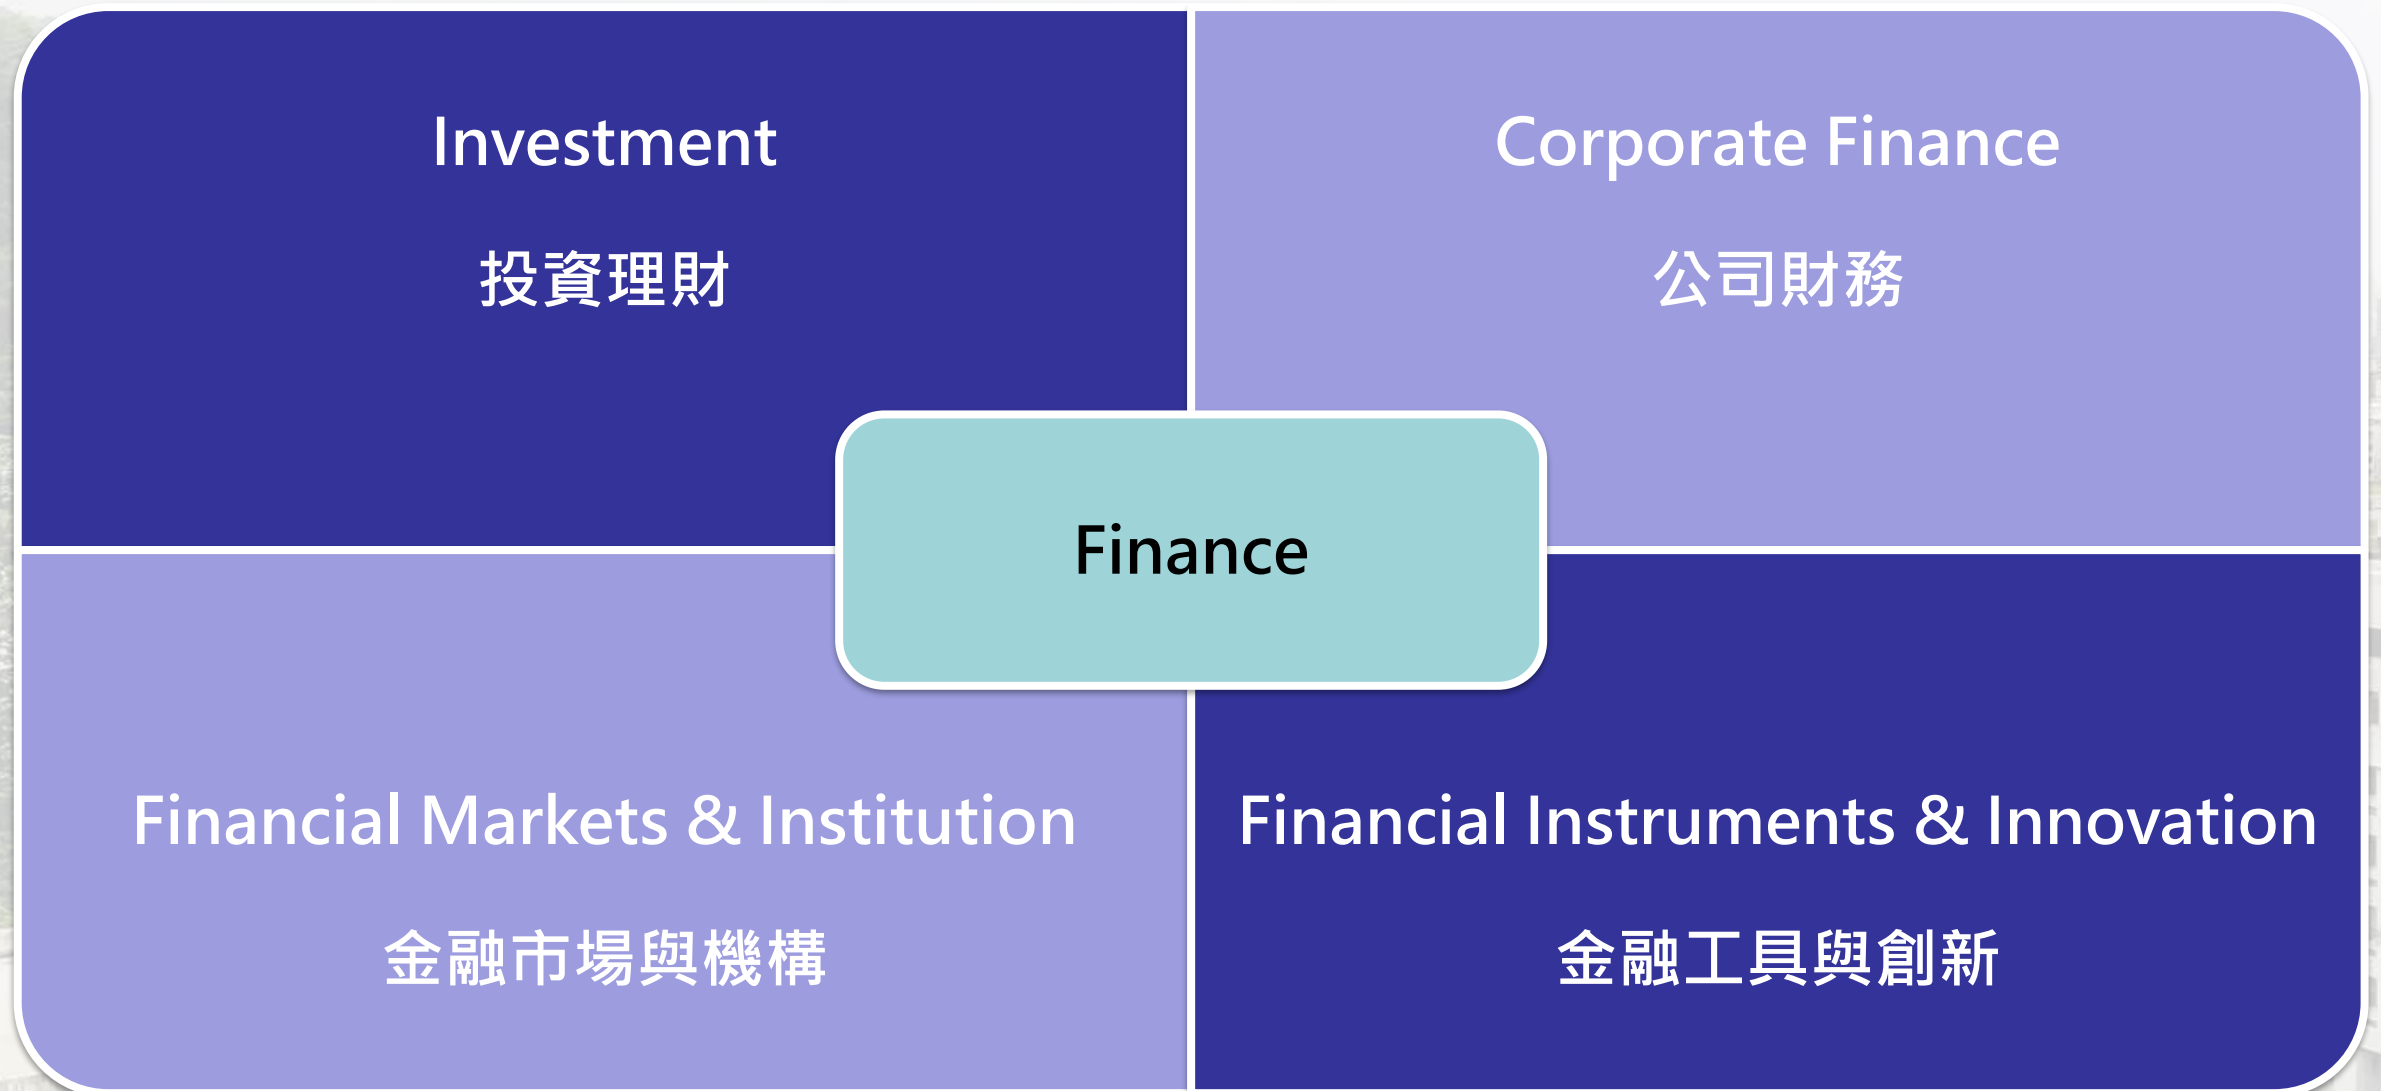 Investment
投資理財
Corporate Finance
公司財務
Finance
Financial Markets & Institution
金融市場與機構
Financial Instruments & Innovation
金融工具與創新